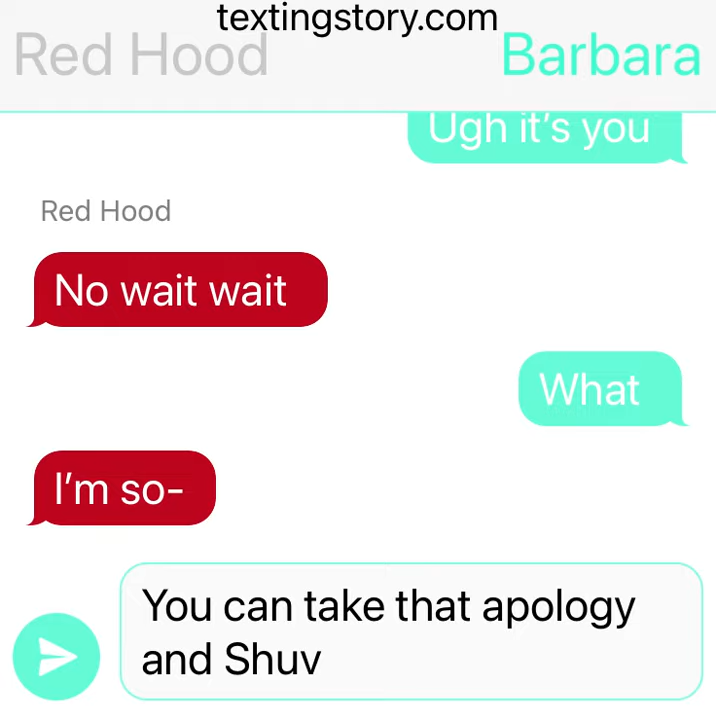 textingstory.com
Red Hood
Barbara
Ugh it's you
Red Hood
No wait wait
What
I'm so-
You can take that apology
and Shuv